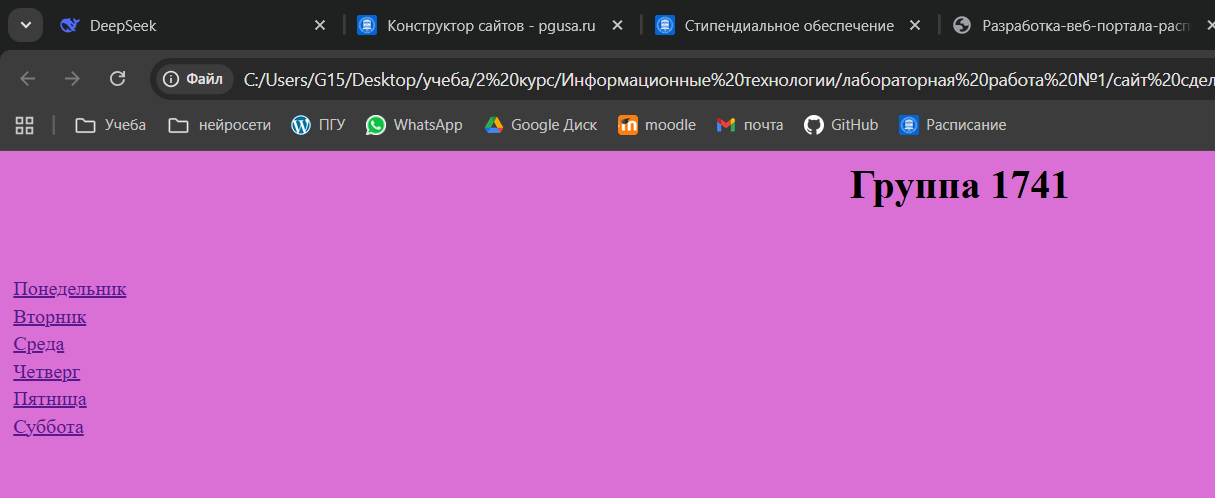 DeepSeek
Конструктор сайтов - pgusa.ru
Стипендиальное обеспечение
Разработка-веб-портала-расп
Файл
C:/Users/G15/Desktop/учеба/2%20курс/Информационные%20технологии/лабораторная%20работа%20№1/сайт%20сдел
Учеба
нейросети
ПГУ
WhatsApp
Google Диск
moodle
почта
GitHub
Расписание
Группа 1741
Понедельник
Вторник
Среда
Четверг
Пятница
Суббота